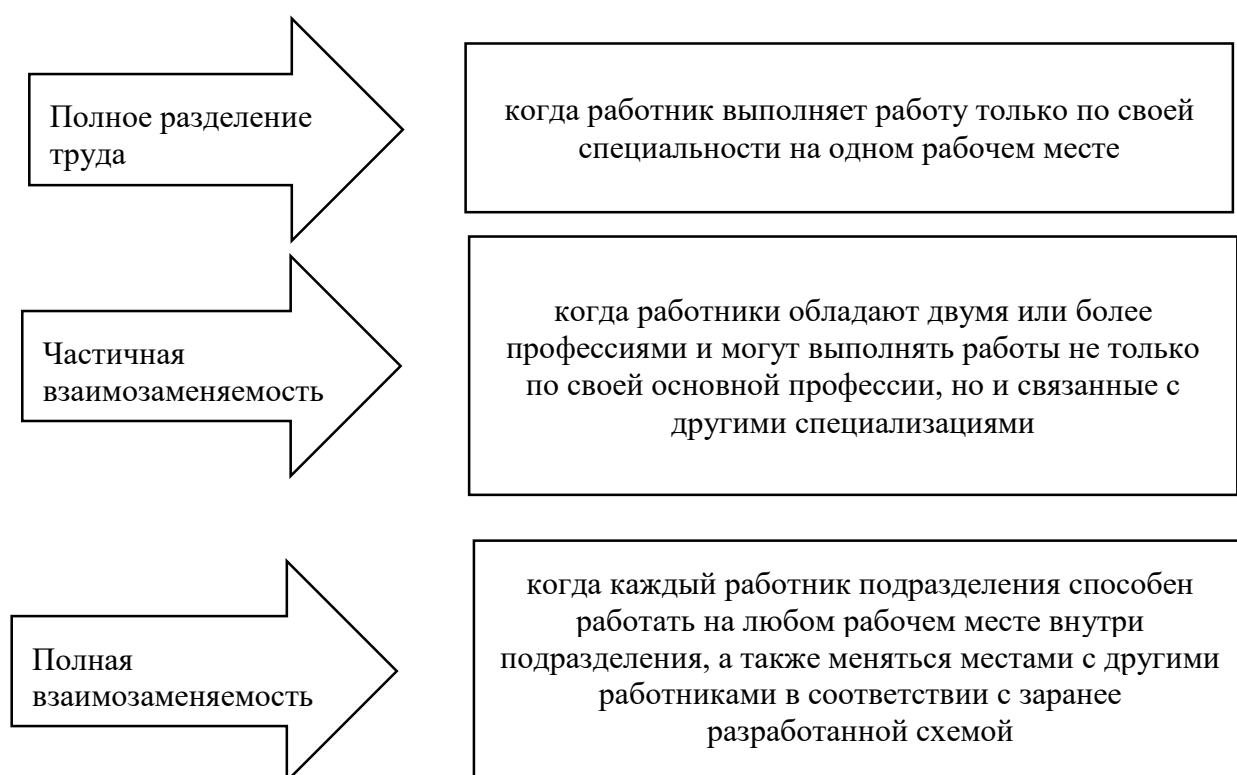 Полное разделение
труда
когда работник выполняет работу только по своей
специальности на одном рабочем месте
Частичная
взаимозаменяемость
когда работники обладают двумя или более
профессиями и могут выполнять работы не только
по своей основной профессии, но и связанные с
другими специализациями
Полная
взаимозаменяемость
когда каждый работник подразделения способен
работать на любом рабочем месте внутри
подразделения, а также меняться местами с другими
работниками в соответствии с заранее
разработанной схемой